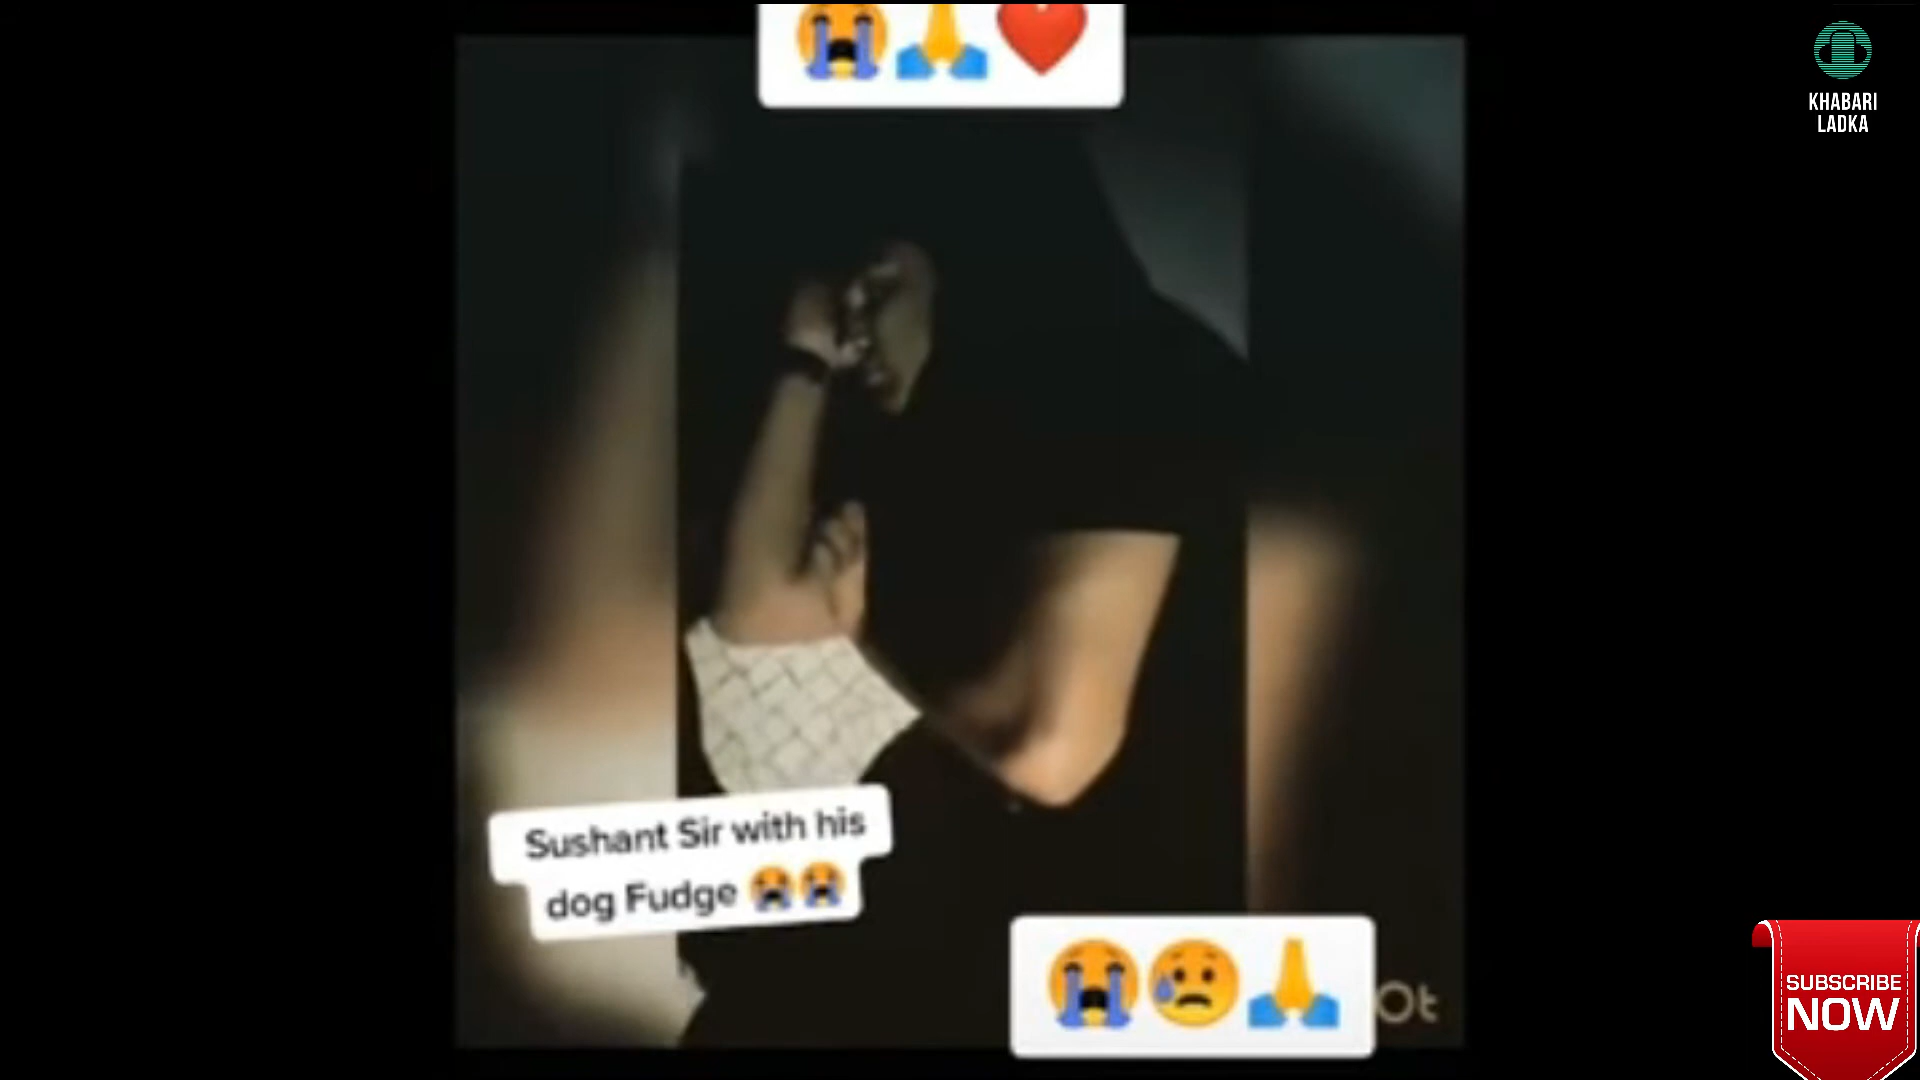 KHABARI
LADKA
Sushant Sir with his
dog Fudge 😭😭
SUBSCRIBE
NOW